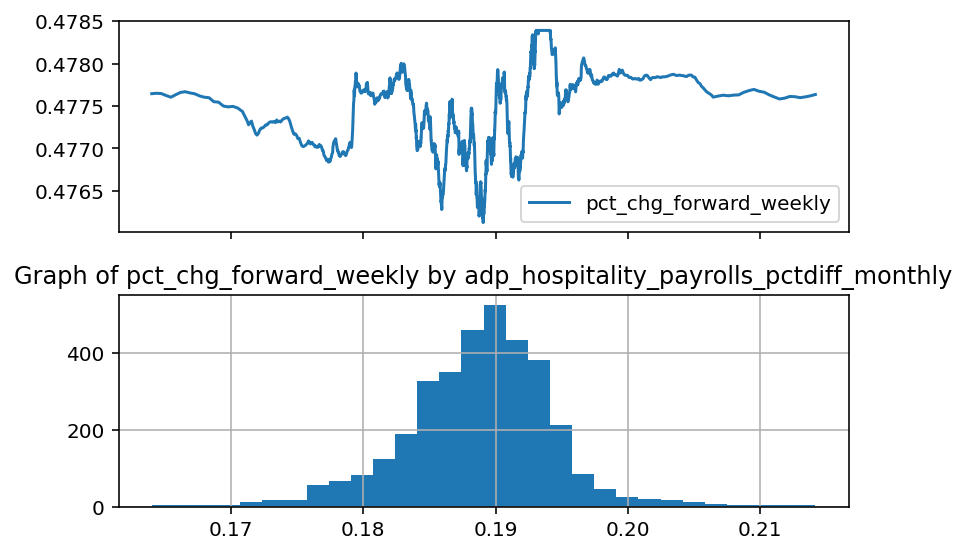 0.4785
0.4780
0.4775
0.4770
0.4765
pct_chg_forward_weekly
Graph of pct_chg_forward_weekly by adp_hospitality_payrolls_pctdiff_monthly
400
200
0
0.17 0.18 0.19 0.20 0.21